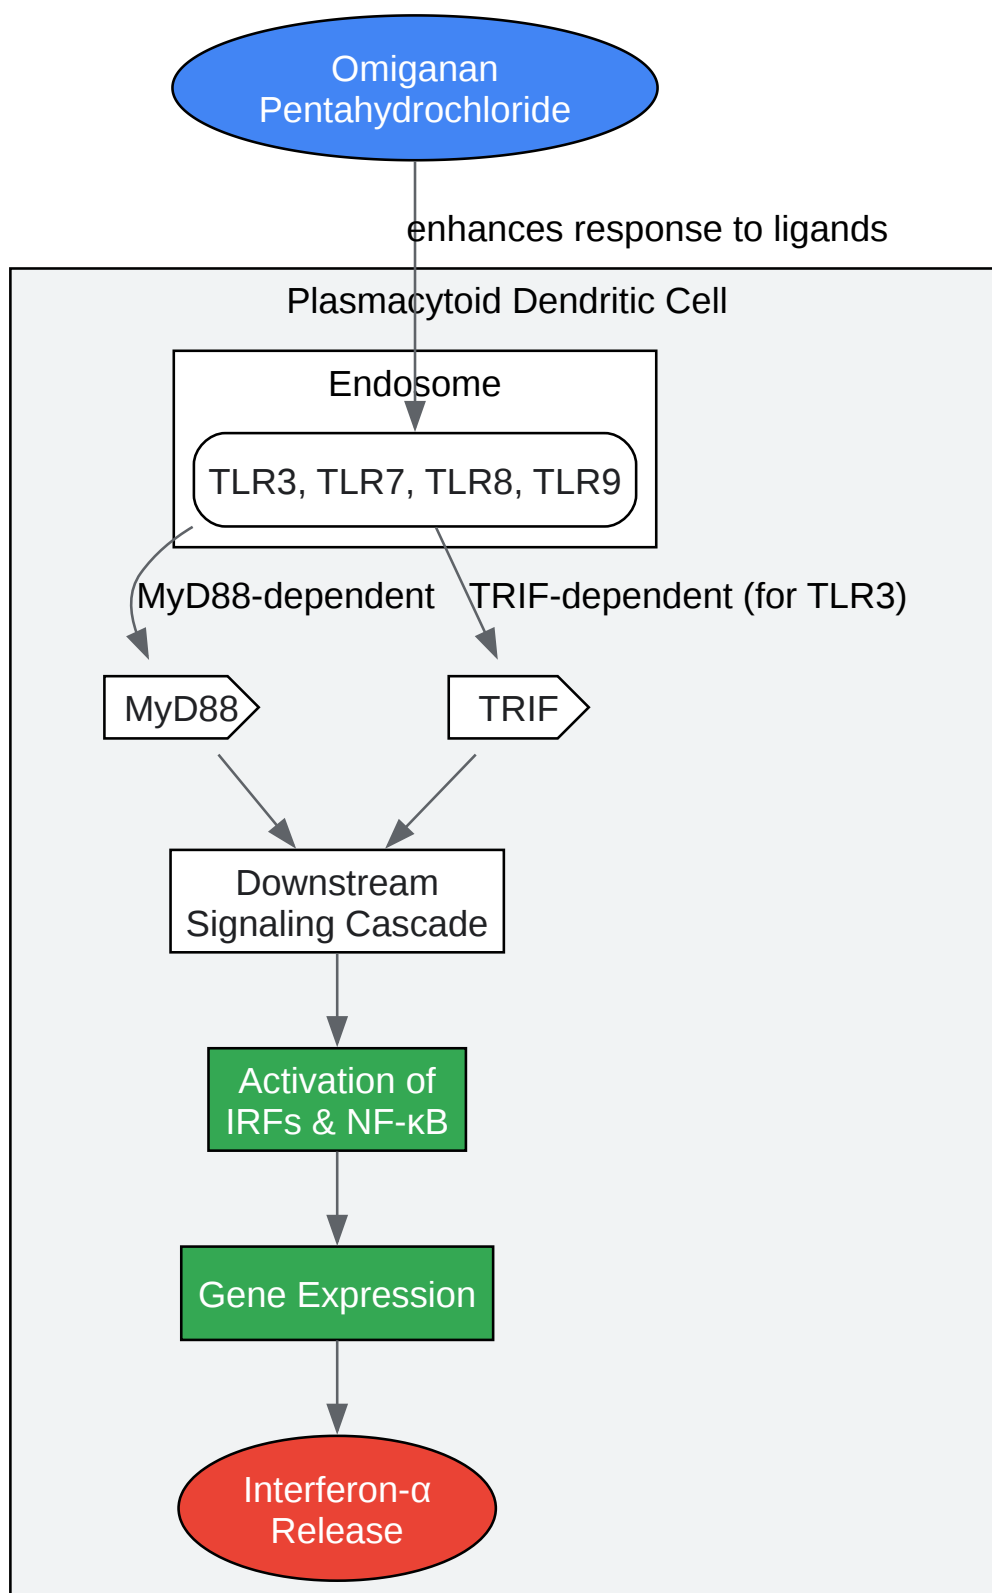 Omiganan
Pentahydrochloride
enhances response to ligands
Plasmacytoid Dendritic Cell
Endosome
TLR3, TLR7, TLR8, TLR9
MyD88-dependent
TRIF-dependent (for TLR3)
MyD88
TRIF
Downstream
Signaling Cascade
Activation of
IRFs & NF-κB
Gene Expression
Interferon-α
Release